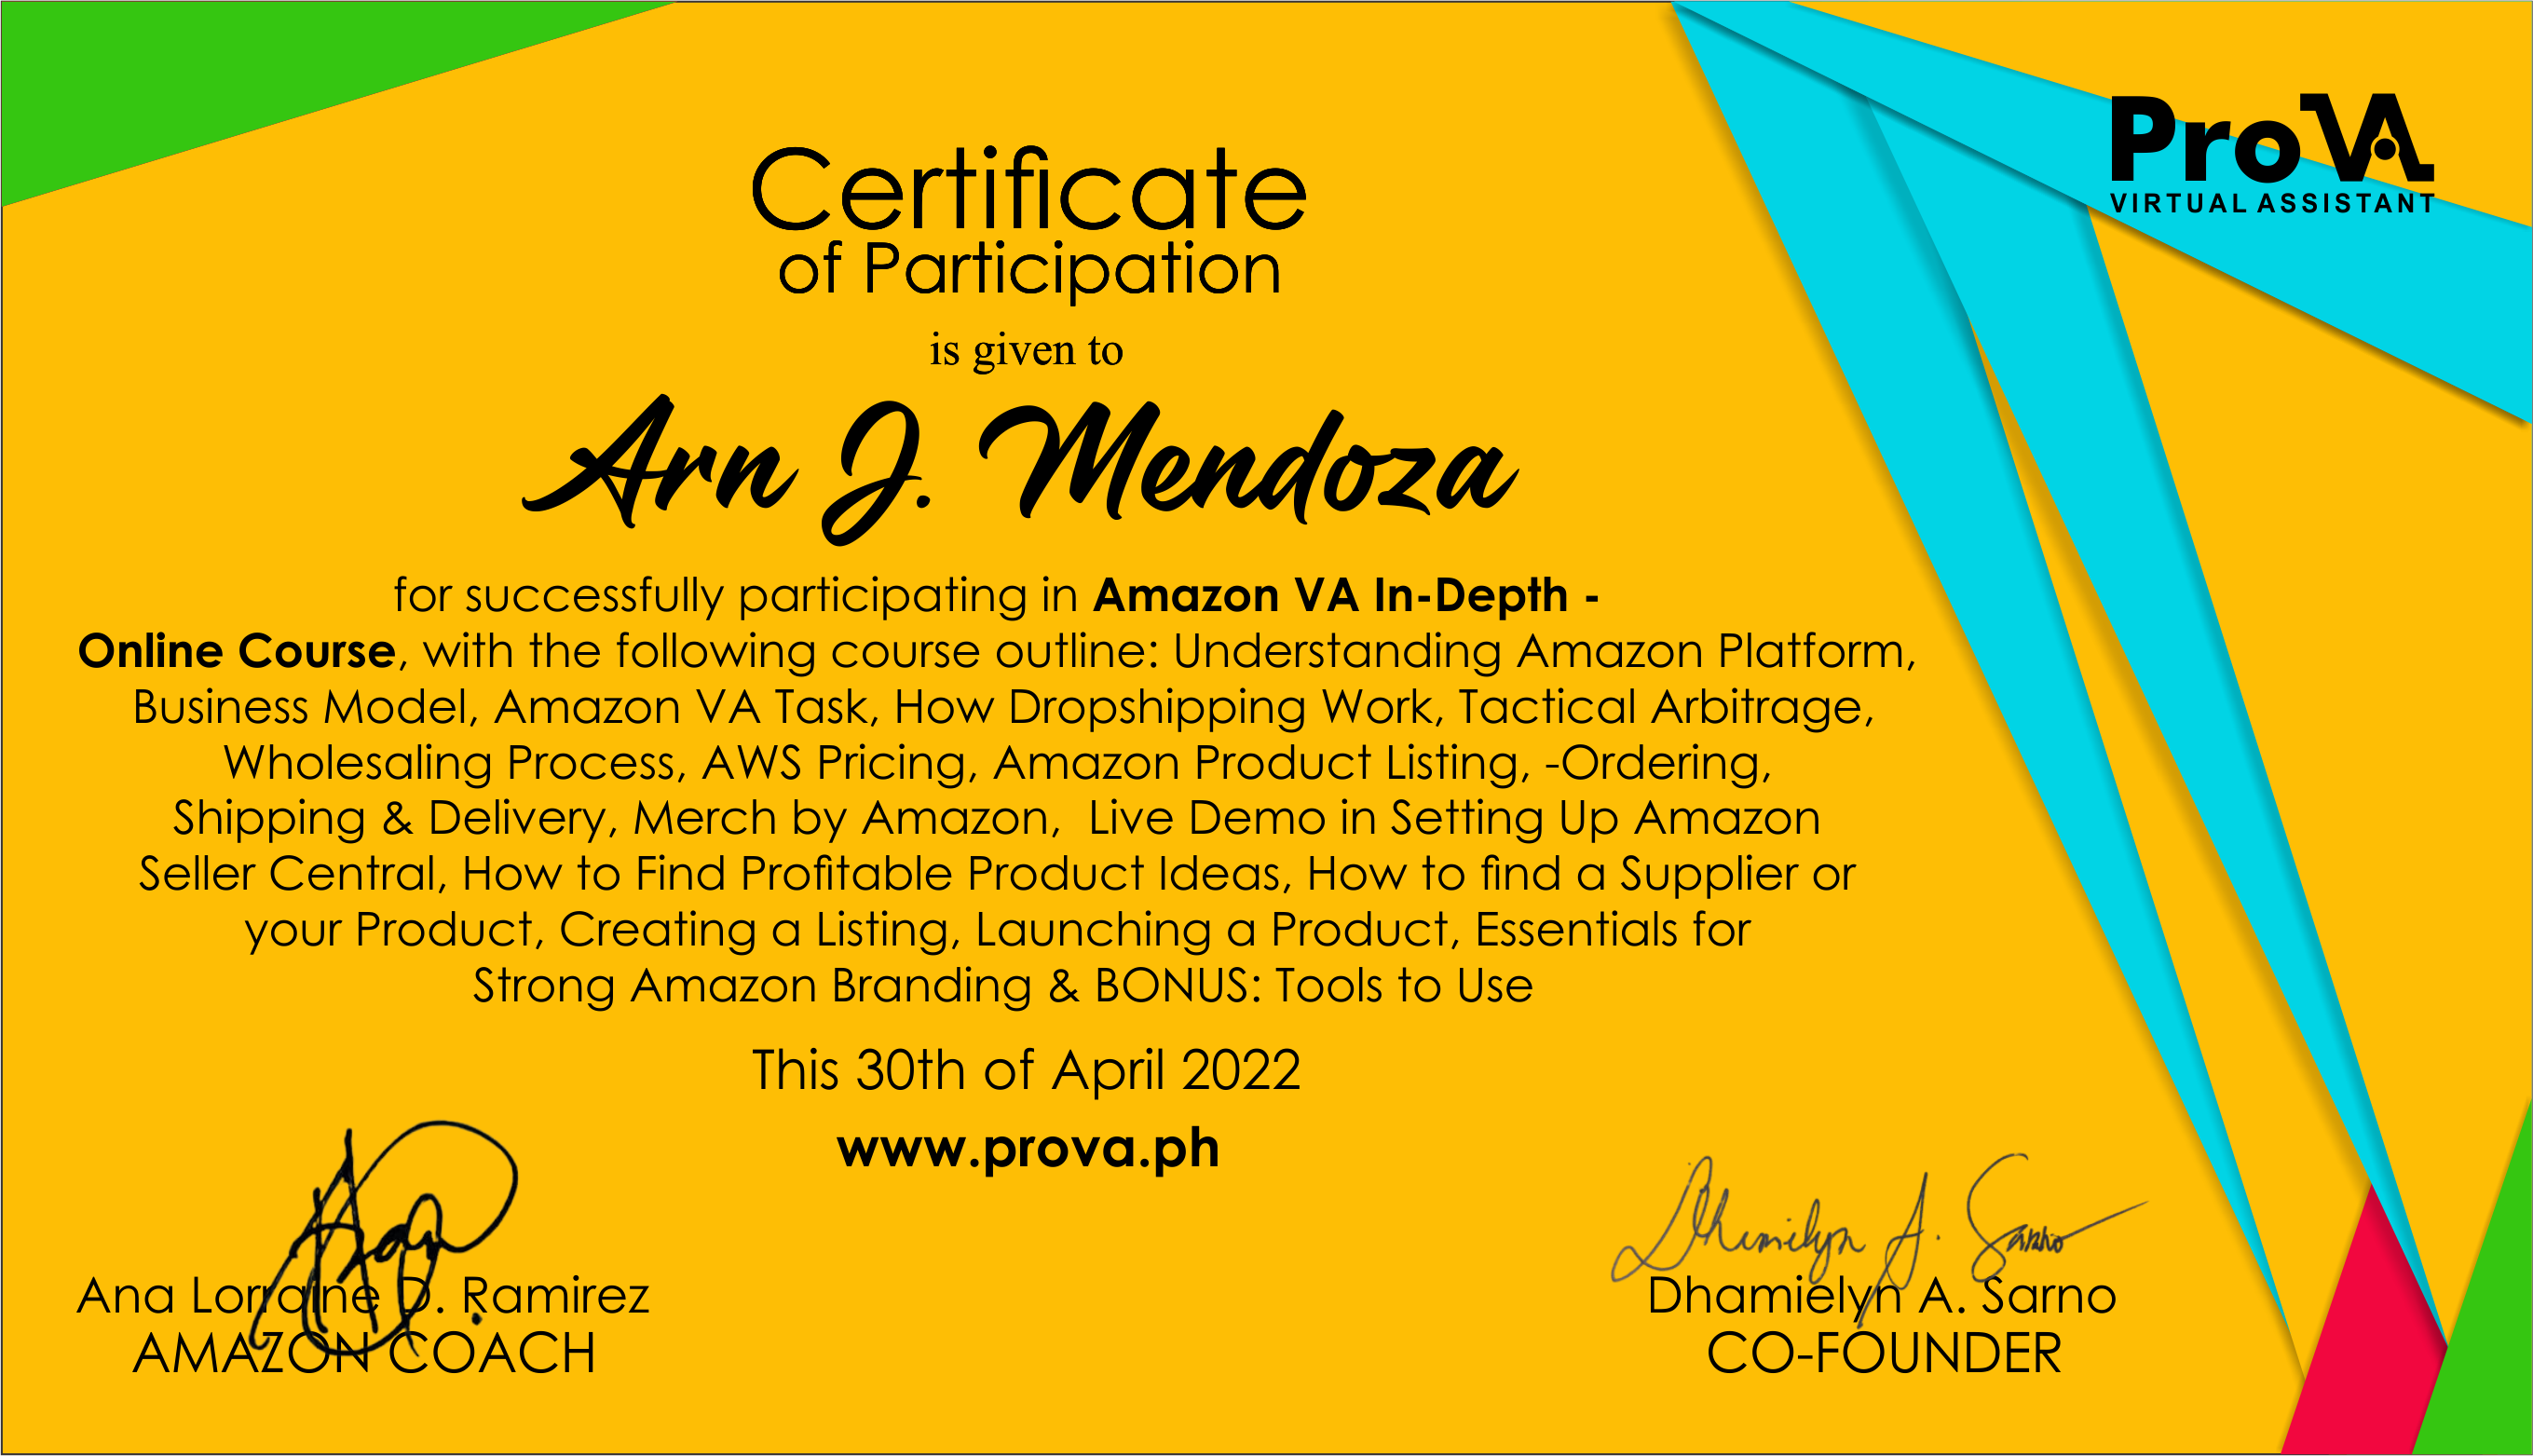 ProVA
VIRTUAL ASSISTANT
Certificate
of Participation
is given to
Arn J. Mendoza
for successfully participating in Amazon VA In-Depth -
Online Course, with the following course outline: Understanding Amazon Platform,
Business Model, Amazon VA Task, How Dropshipping Work, Tactical Arbitrage,
Wholesaling Process, AWS Pricing, Amazon Product Listing, -Ordering,
Shipping & Delivery, Merch by Amazon,  Live Demo in Setting Up Amazon
Seller Central, How to Find Profitable Product Ideas, How to find a Supplier or
your Product, Creating a Listing, Launching a Product, Essentials for
Strong Amazon Branding & BONUS: Tools to Use
This 30th of April 2022
www.prova.ph
Dhamielyn A. Sarno
Ana Lorraine D. Ramirez
AMAZON COACH
Dhamielyn A. Sarno
CO-FOUNDER